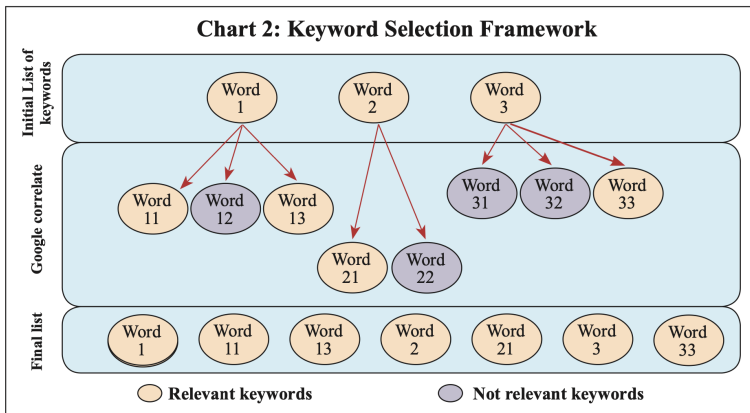 Chart 2: Keyword Selection Framework
Initial List of
keywords
Word
1
Word
2
Word
3
Google correlate
Word
11
Word
12
Word
13
Word
21
Word
22
Word
31
Word
32
Word
33
Final list
Word
1
Word
11
Word
13
Word
2
Word
21
Word
3
Word
33
Relevant keywords
Not relevant keywords